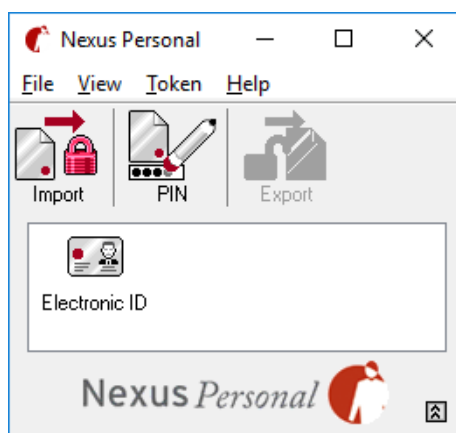 Nexus Personal
File View Token Help
Import PIN Export
Electronic ID
Nexus Personal